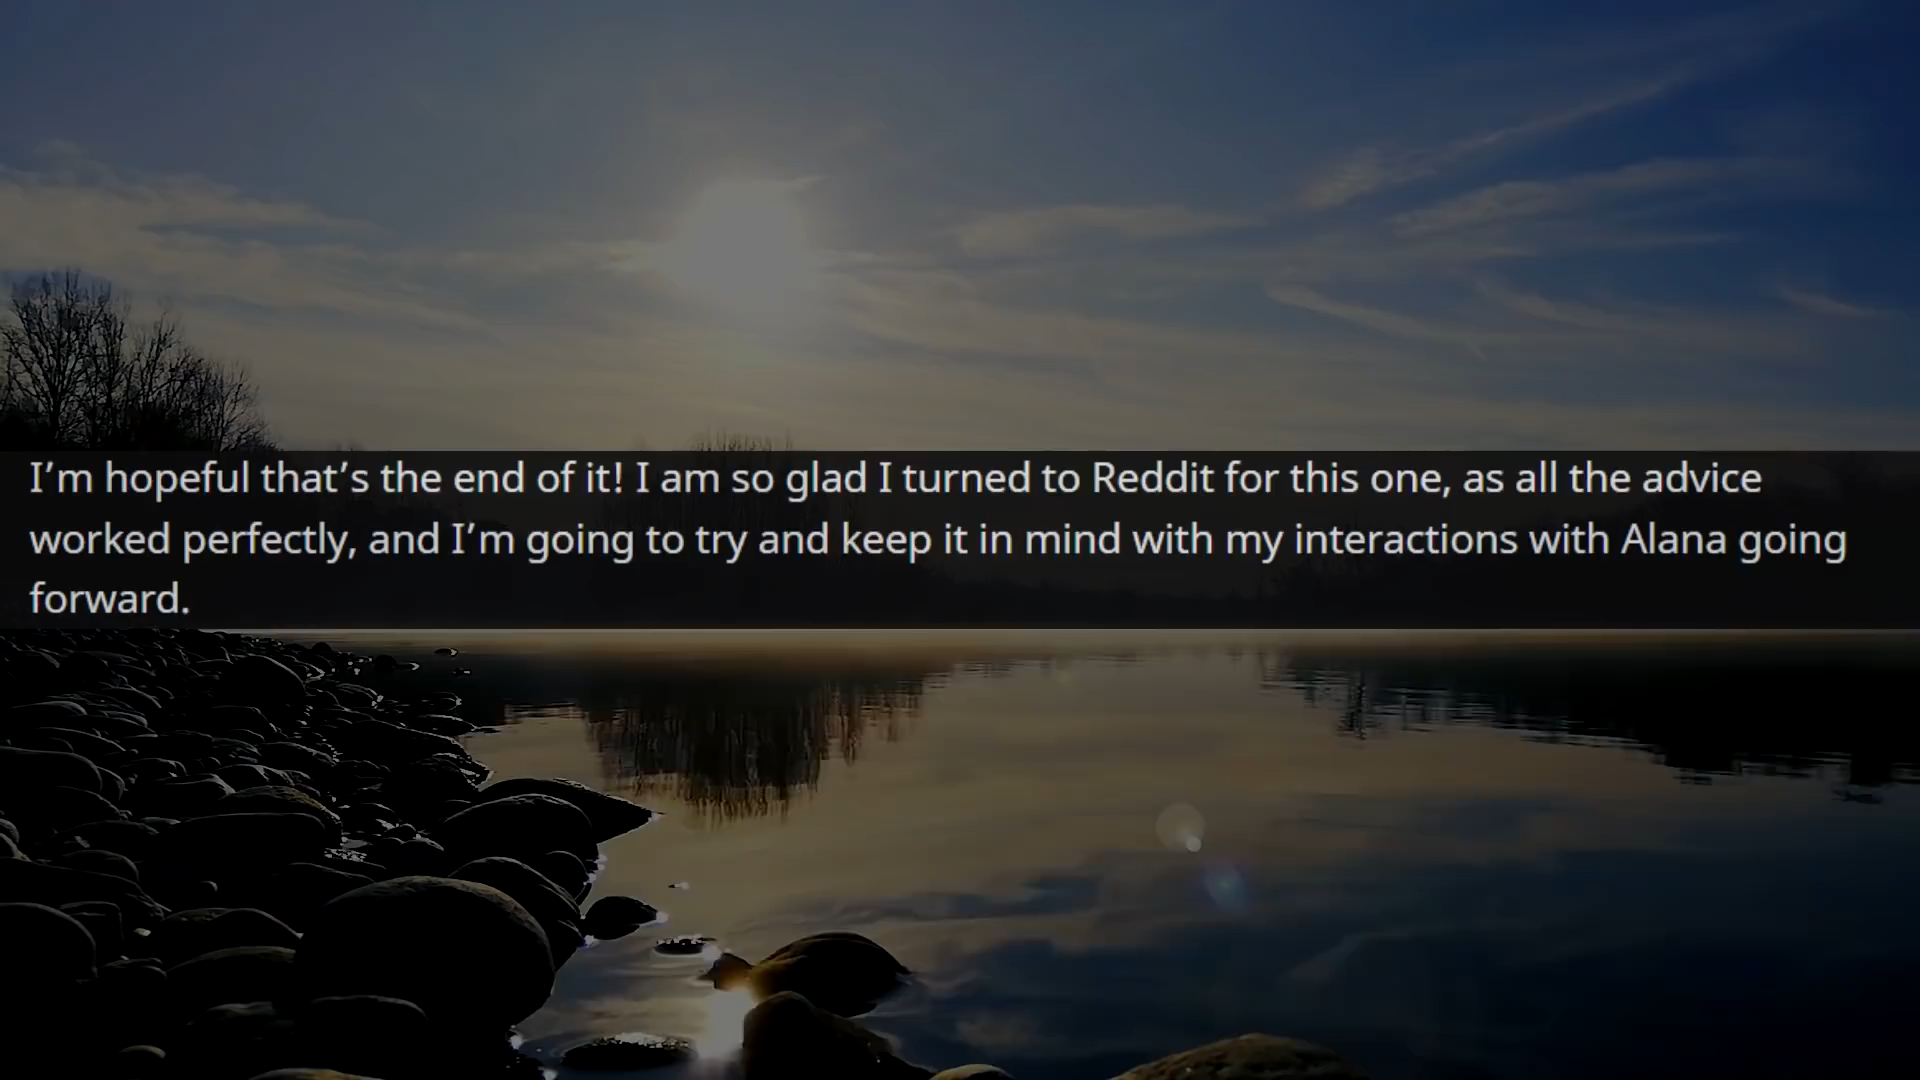 I’m hopeful that’s the end of it! I am so glad I turned to Reddit for this one, as all the advice
worked perfectly, and I’m going to try and keep it in mind with my interactions with Alana going
forward.